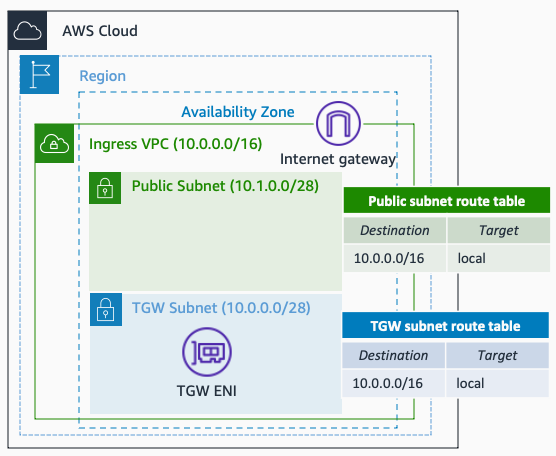 AWS Cloud
Region
Availability Zone
Ingress VPC (10.0.0.0/16)
Internet gateway
Public Subnet (10.1.0.0/28)
Public subnet route table
Destination Target
10.0.0.0/16 local
TGW Subnet (10.0.0.0/28)
TGW ENI
TGW subnet route table
Destination Target
10.0.0.0/16 local